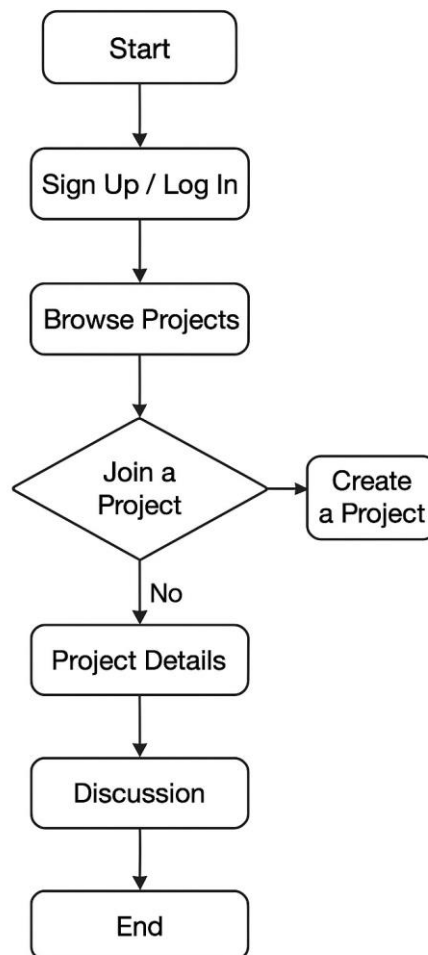 Start
Sign Up / Log In
Browse Projects
Join a
Project
Create
a Project
No
Project Details
Discussion
End